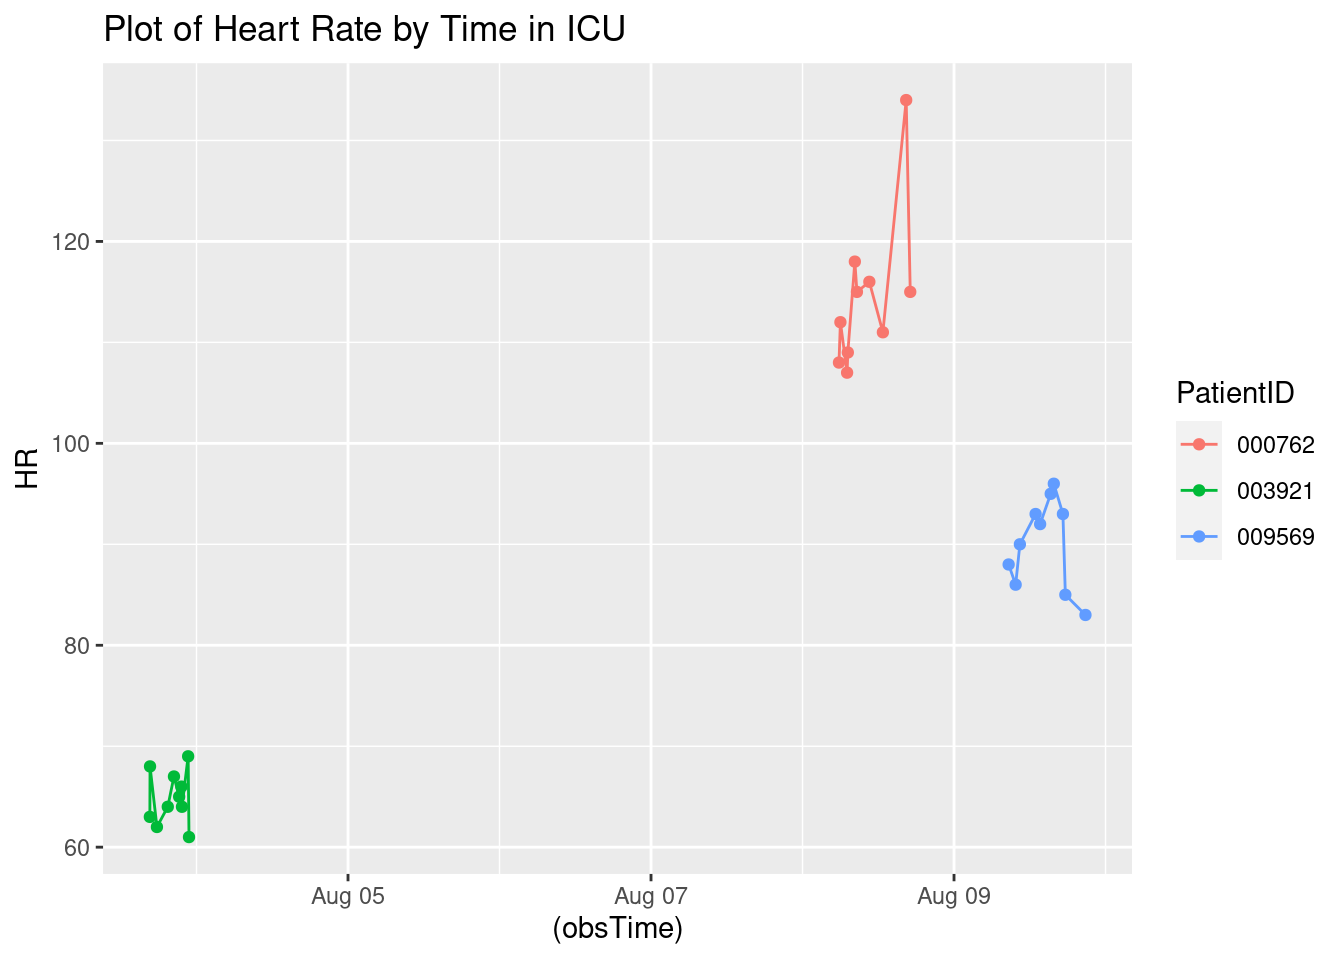 Plot of Heart Rate by Time in ICU
120
100
80
60
HR
Aug 05
Aug 07
Aug 09
(obsTime)
PatientID
000762
003921
009569